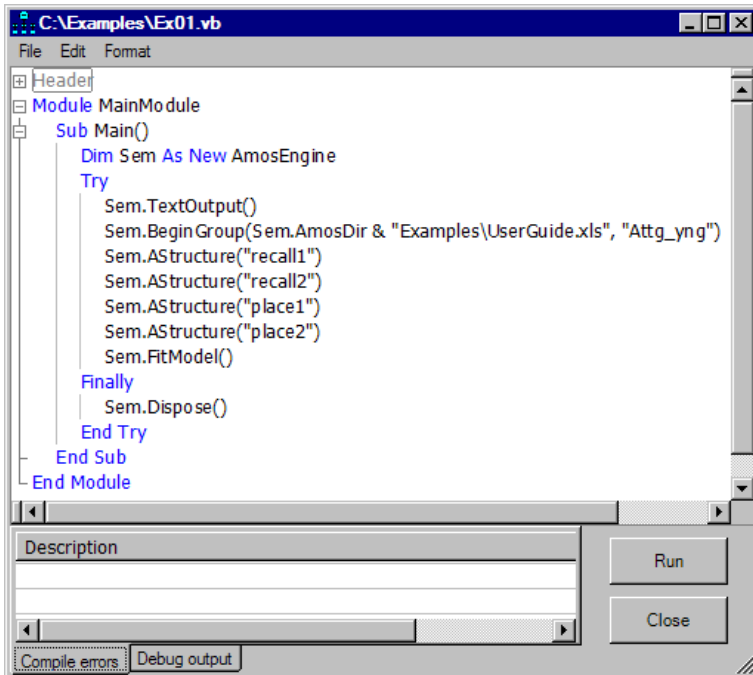 C:\Examples\Ex01.vb
File Edit Format
Header
Module MainModule
Sub Main()
Dim Sem As New AmosEngine
Try
Sem.TextOutput()
Sem.BeginGroup(Sem.AmosDir & "Examples\UserGuide.xls", "Attg_yng")
Sem.AStructure("recall1")
Sem.AStructure("recall2")
Sem.AStructure("place1")
Sem.AStructure("place2")
Sem.FitModel()
Finally
Sem.Dispose()
End Try
End Sub
End Module
Description
Run
Close
Compile errors Debug output